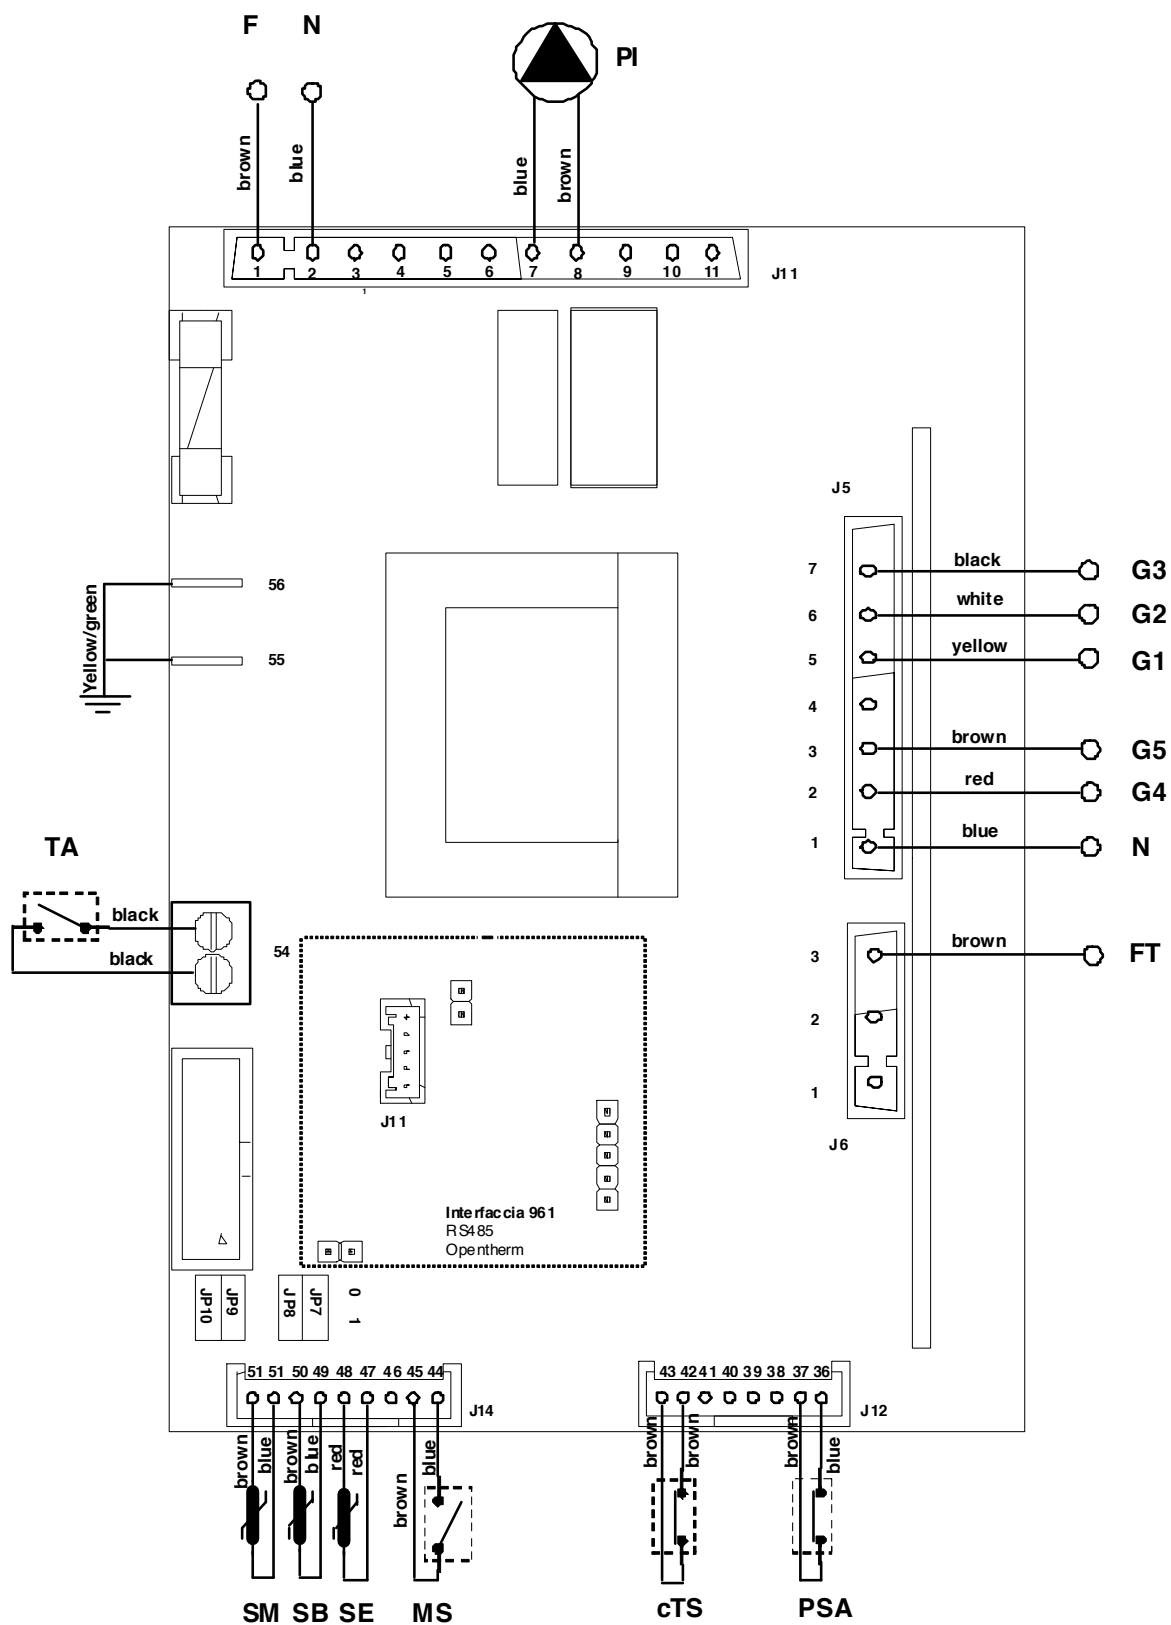 F N
PI
brown
blue
blue
brown
1 2 3 4 5 6 7 8 9 10 11
J11
1
J5
7 black G3
6 white G2
5 yellow G1
4
3 brown G5
2 red G4
1 blue N
56
55
Yellow/green
TA
black
black
54
3 brown FT
2
1
J6
J11
Interfaccia 961
RS485
Opentherm
JP10
JP9
JP8
JP7
0 1
51 51 50 49 48 47 46 45 44
J14
43 42 41 40 39 38 37 36
J12
brown
blue
brown
blue
red
red
brown
blue
brown
brown
brown
blue
SM SB SE MS cTS PSA